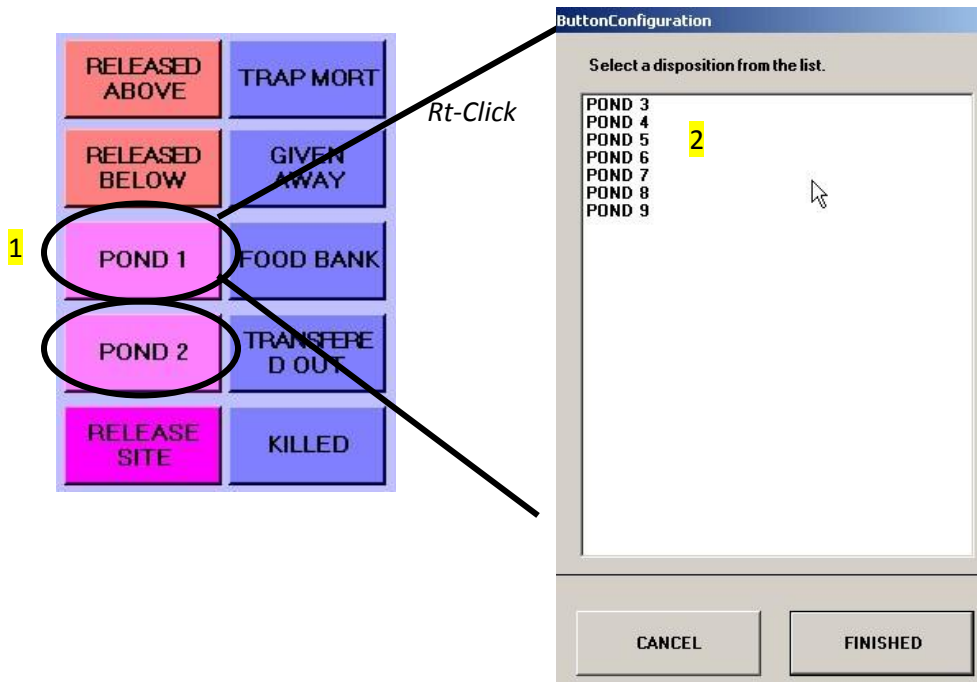 RELEASED
ABOVE
TRAP MORT
RELEASED
BELOW
GIVEN
AWAY
1
POND 1
FOOD BANK
POND 2
TRANSFERE
D OUT
RELEASE
SITE
KILLED
Rt-Click
ButtonConfiguration
Select a disposition from the list.
POND 3
POND 4
POND 5
POND 6
POND 7
POND 8
POND 9
2
CANCEL
FINISHED